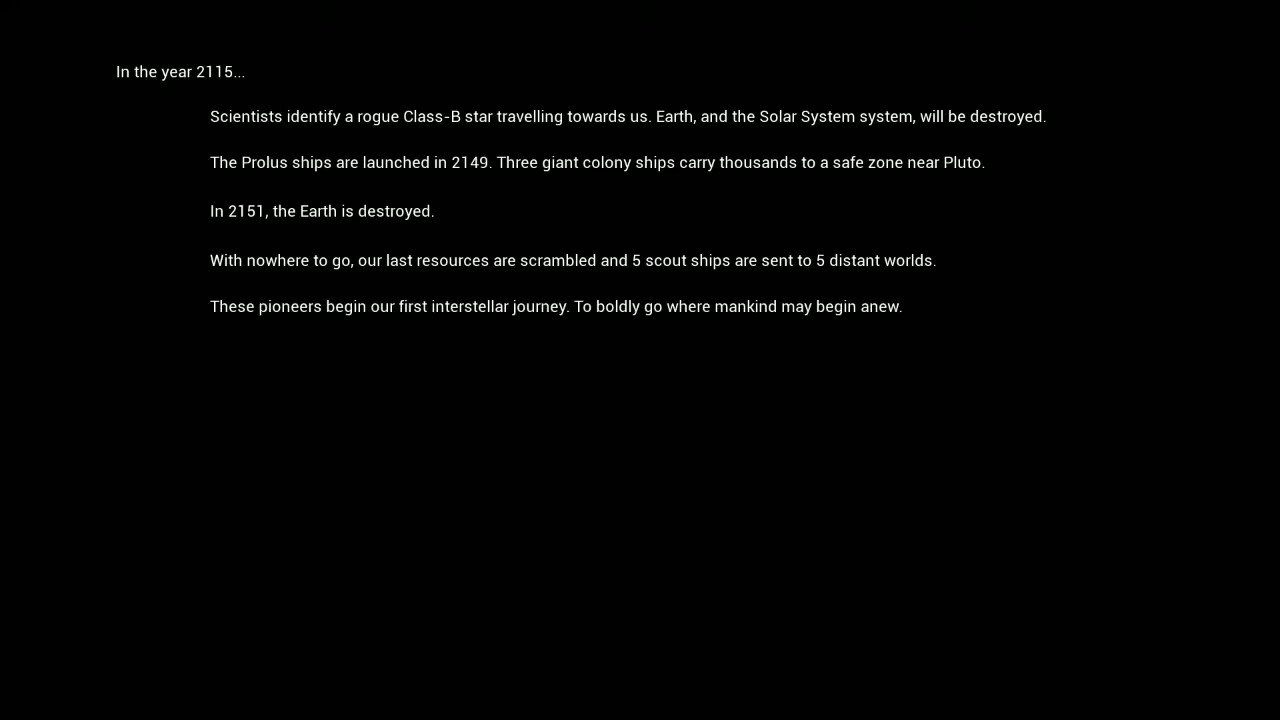 In the year 2115...
Scientists identify a rogue Class-B star travelling towards us. Earth, and the Solar System system, will be destroyed.
The Prolus ships are launched in 2149. Three giant colony ships carry thousands to a safe zone near Pluto.
In 2151, the Earth is destroyed.
With nowhere to go, our last resources are scrambled and 5 scout ships are sent to 5 distant worlds.
These pioneers begin our first interstellar journey. To boldly go where mankind may begin anew.